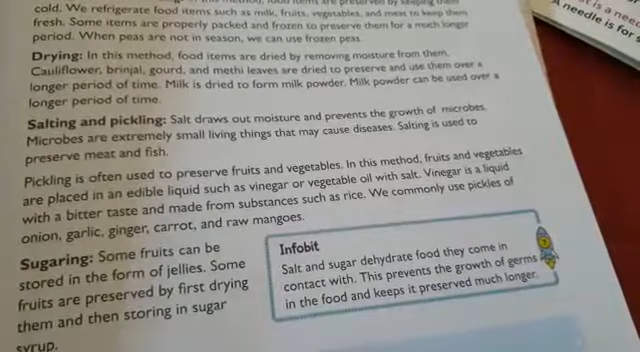 cold. We refrigerate food items such as milk, fruits, vegetables, and meat to keep them
fresh. Some items are properly packed and frozen to preserve them for a much longer
period. When peas are not in season, we can use frozen peas.
Drying: In this method, food items are dried by removing moisture from them.
Cauliflower, brinjal, gourd, and methi leaves are dried to preserve and use them over a
longer period of time. Milk is dried to form milk powder. Milk powder can be used over a
longer period of time.
Salting and pickling: Salt draws out moisture and prevents the growth of microbes.
Microbes are extremely small living things that may cause diseases. Salting is used to
preserve meat and fish.
Pickling is often used to preserve fruits and vegetables. In this method, fruits and vegetables
are placed in an edible liquid such as vinegar or vegetable oil with salt. Vinegar is a liquid
with a bitter taste and made from substances such as rice. We commonly use pickles of
onion, garlic, ginger, carrot, and raw mangoes.
Sugaring: Some fruits can be
stored in the form of jellies. Some
fruits are preserved by first drying
them and then storing in sugar
syrup.
Infobit
Salt and sugar dehydrate food they come in
contact with. This prevents the growth of germs
in the food and keeps it preserved much longer.
is a
A needle is for